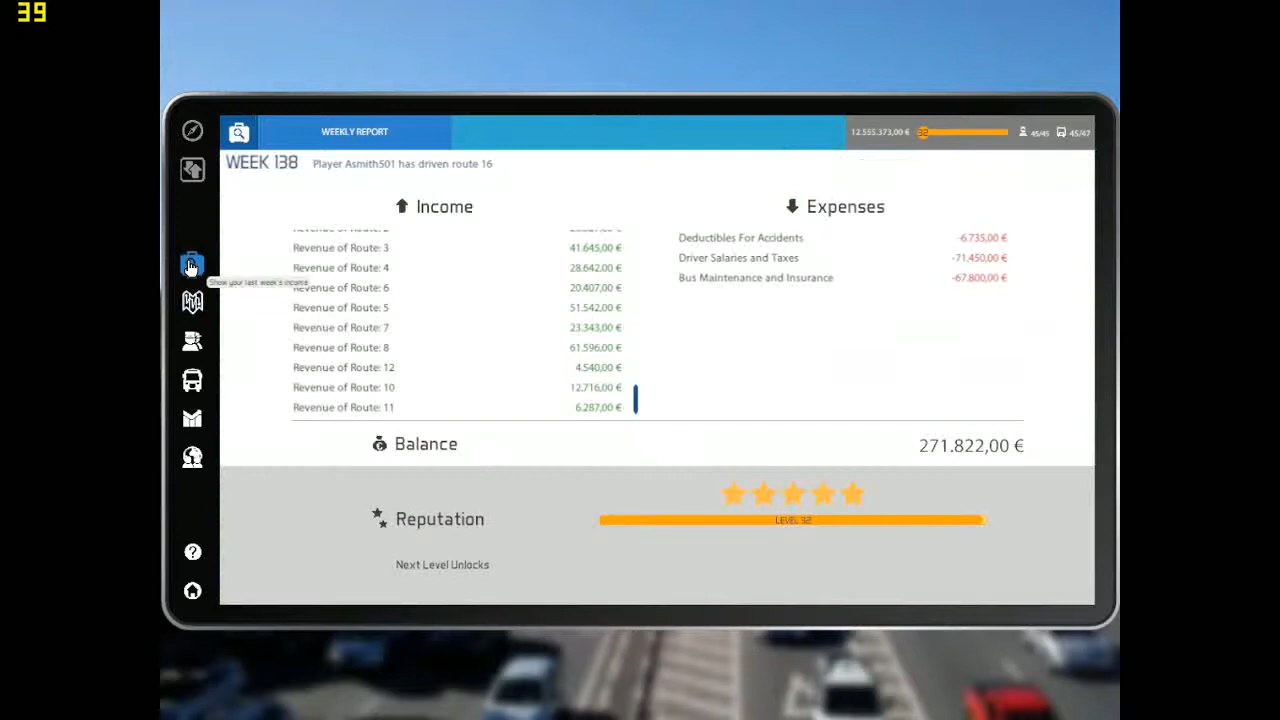 39
WEEKLY REPORT
12.555.373,00 €
32
45/45
45/47
WEEK 138
Player Asmith501 has driven route 16
Income
Expenses
Revenue of Route: 3 41.645,00 €
Revenue of Route: 4 28.642,00 €
Revenue of Route: 6 20.407,00 €
Revenue of Route: 5 51.542,00 €
Revenue of Route: 7 23.343,00 €
Revenue of Route: 8 61.596,00 €
Revenue of Route: 12 4.540,00 €
Revenue of Route: 10 12.716,00 €
Revenue of Route: 11 6.287,00 €
Deductibles For Accidents -6.735,00 €
Driver Salaries and Taxes -71.450,00 €
Bus Maintenance and Insurance -67.800,00 €
Show your last week's income
Balance 271.822,00 €
Reputation
LEVEL 32
Next Level Unlocks